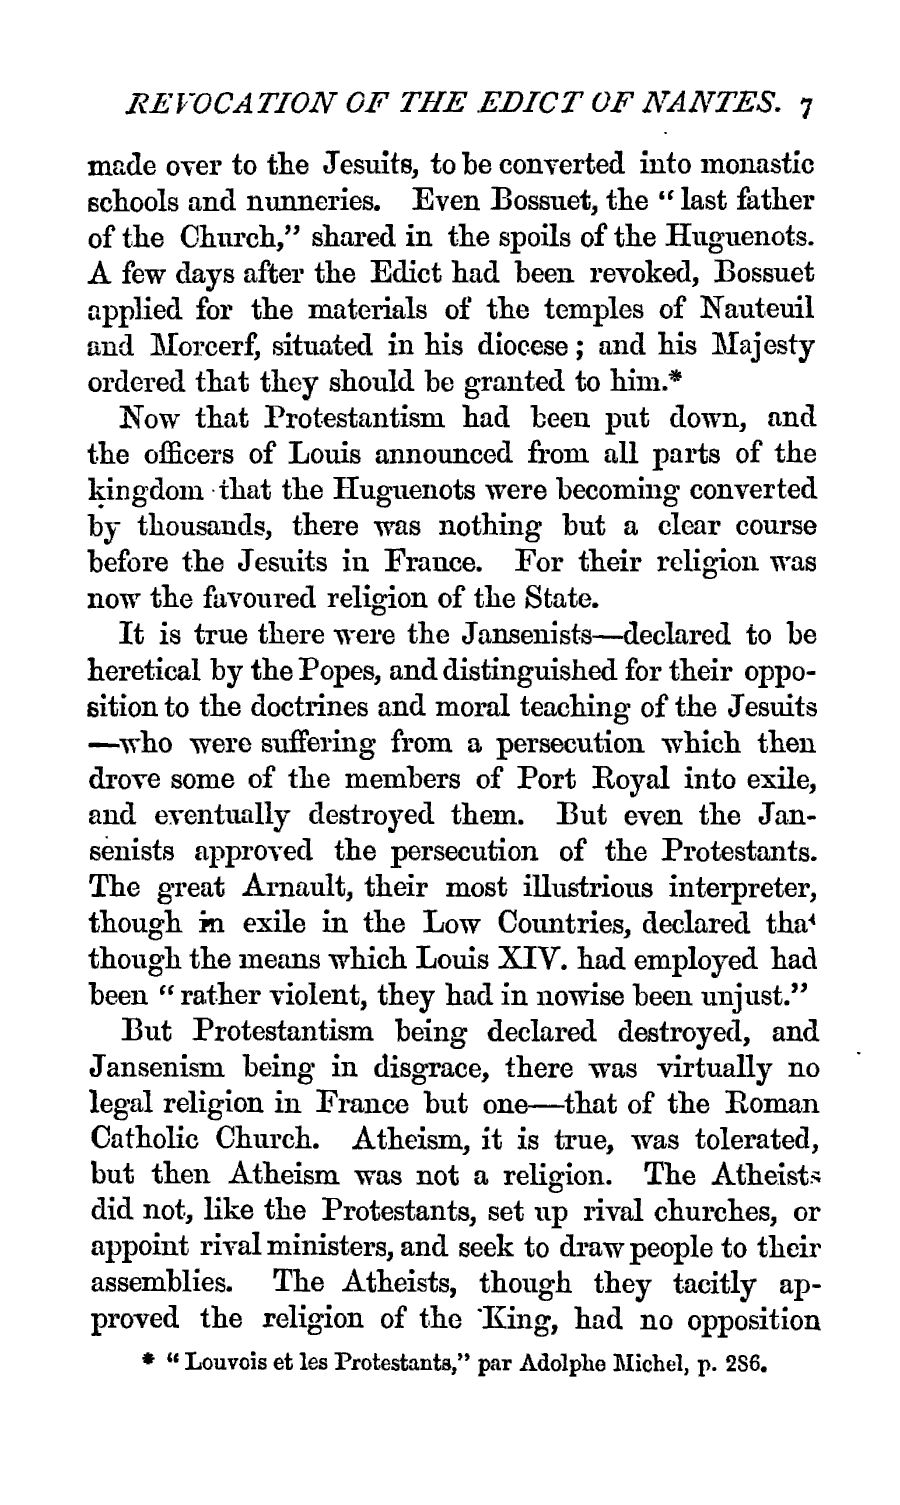 REVOCATION OF THE EDICT OF NANTES. 7
made over to the Jesuits, to be converted into monastic
schools and nunneries. Even Bossuet, the “ last father
of the Church,” shared in the spoils of the Huguenots.
A few days after the Edict had been revoked, Bossuet
applied for the materials of the temples of Nauteuil
and Morcerf, situated in his diocese ; and his Majesty
ordered that they should be granted to him.*
Now that Protestantism had been put down, and
the officers of Louis announced from all parts of the
kingdom that the Huguenots were becoming converted
by thousands, there was nothing but a clear course
before the Jesuits in France. For their religion was
now the favoured religion of the State.
It is true there were the Jansenists—declared to be
heretical by the Popes, and distinguished for their oppo-
sition to the doctrines and moral teaching of the Jesuits
—who were suffering from a persecution which then
drove some of the members of Port Royal into exile,
and eventually destroyed them. But even the Jan-
senists approved the persecution of the Protestants.
The great Arnault, their most illustrious interpreter,
though in exile in the Low Countries, declared that
though the means which Louis XIV. had employed had
been “ rather violent, they had in nowise been unjust.”
But Protestantism being declared destroyed, and
Jansenism being in disgrace, there was virtually no
legal religion in France but one—that of the Roman
Catholic Church. Atheism, it is true, was tolerated,
but then Atheism was not a religion. The Atheists
did not, like the Protestants, set up rival churches, or
appoint rival ministers, and seek to draw people to their
assemblies. The Atheists, though they tacitly ap-
proved the religion of the King, had no opposition
* “ Louvois et les Protestants,” par Adolphe Michel, p. 286.